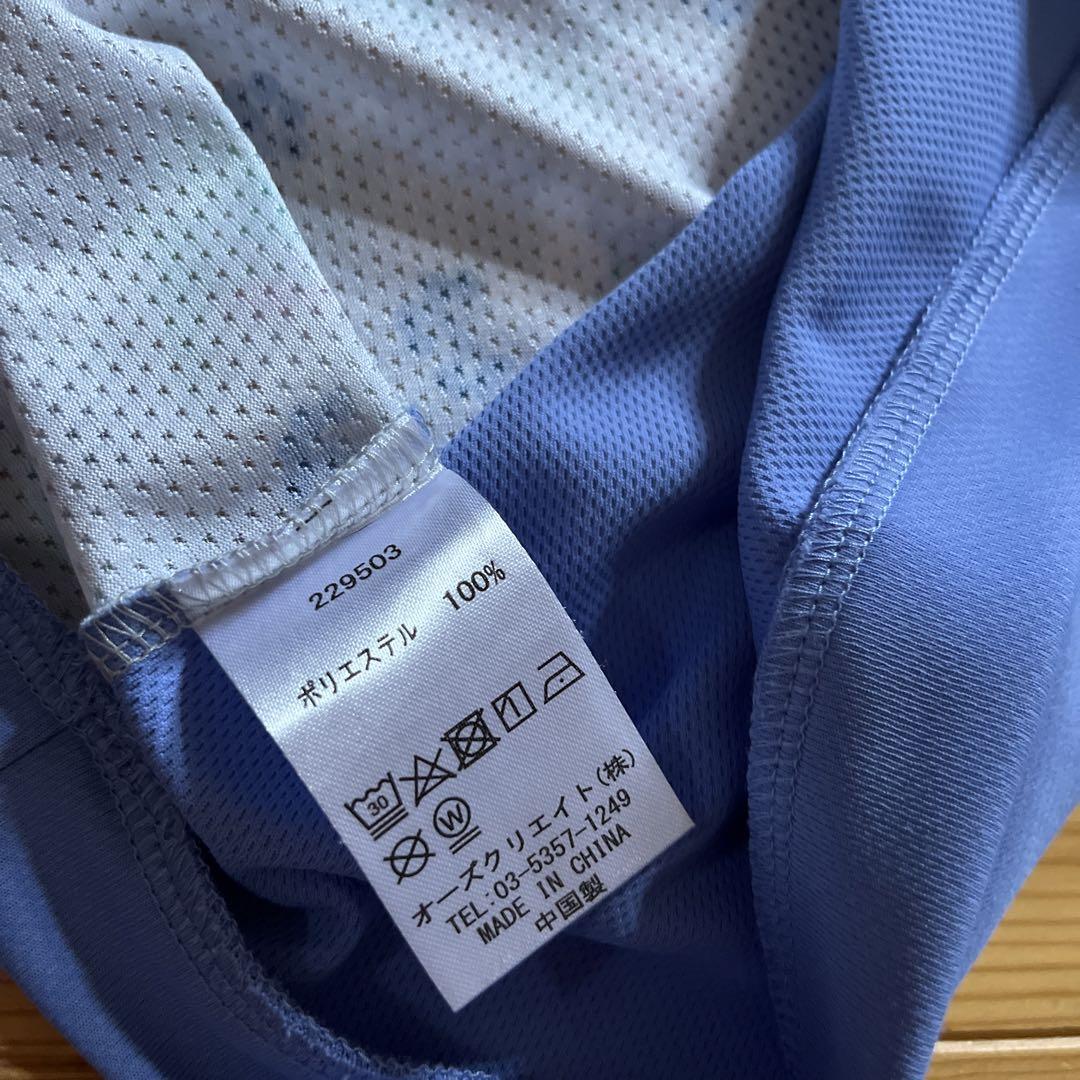 229503
ポリエステル 100%
30
W
オーズクリエイト(株)
TEL:03-5357-1249
MADE IN CHINA
中国製